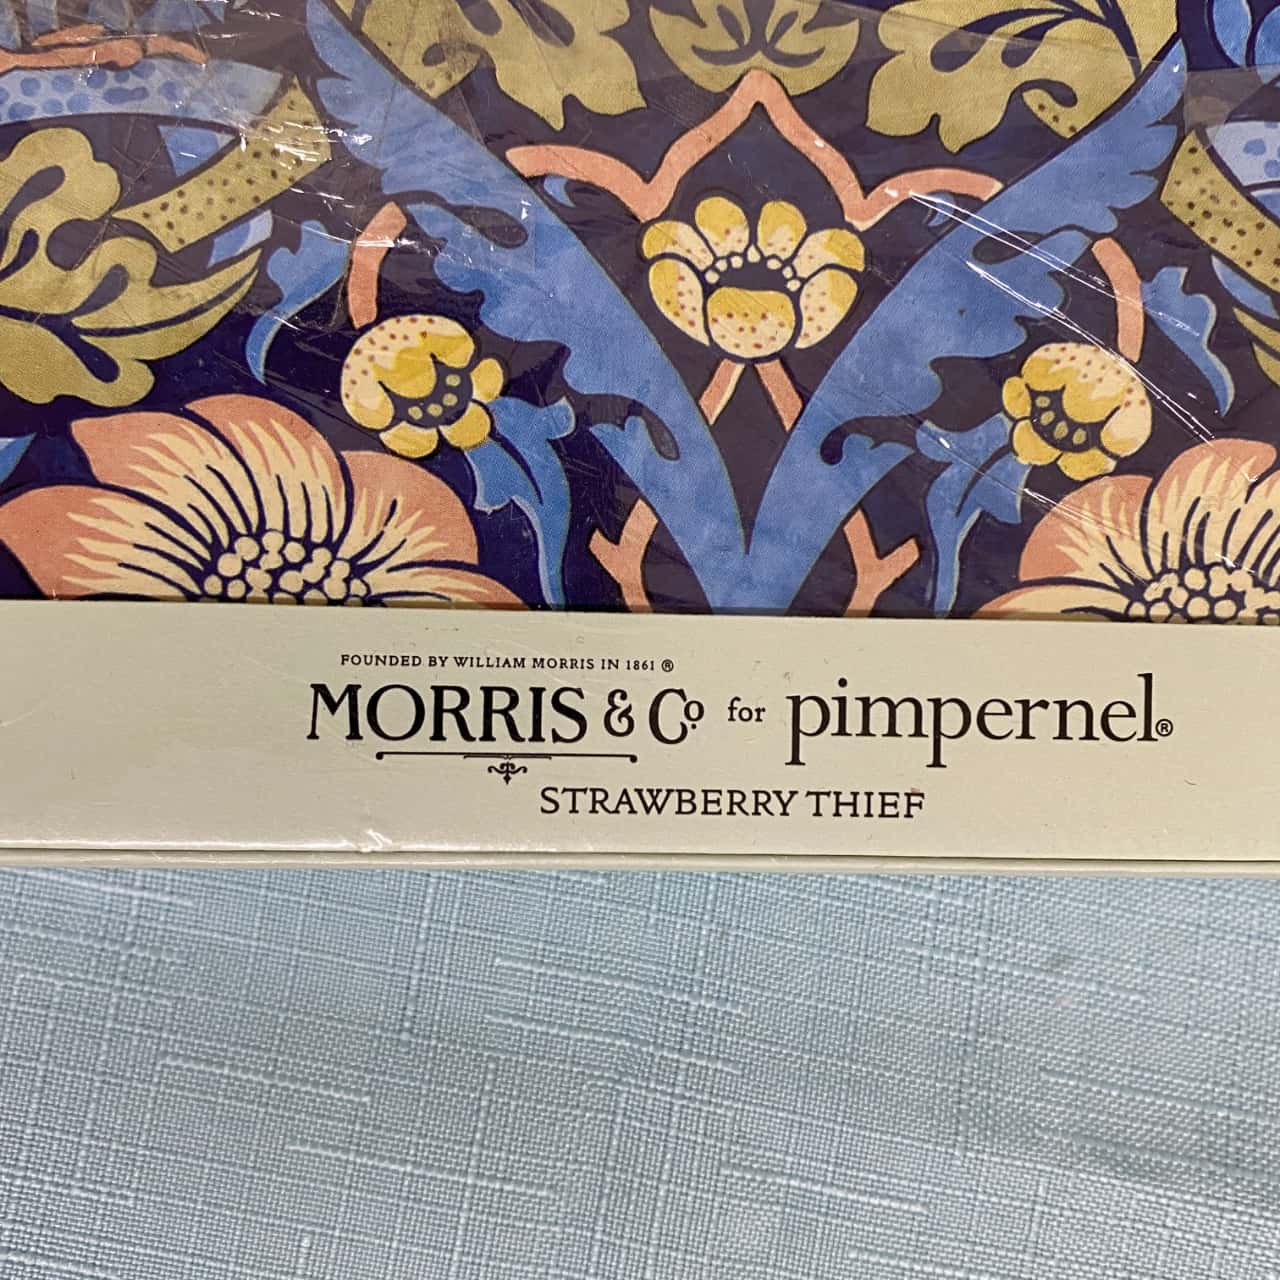 FOUNDED BY WILLIAM MORRIS IN 1861 ®
MORRIS & Co for pimpernel®
STRAWBERRY THIEF